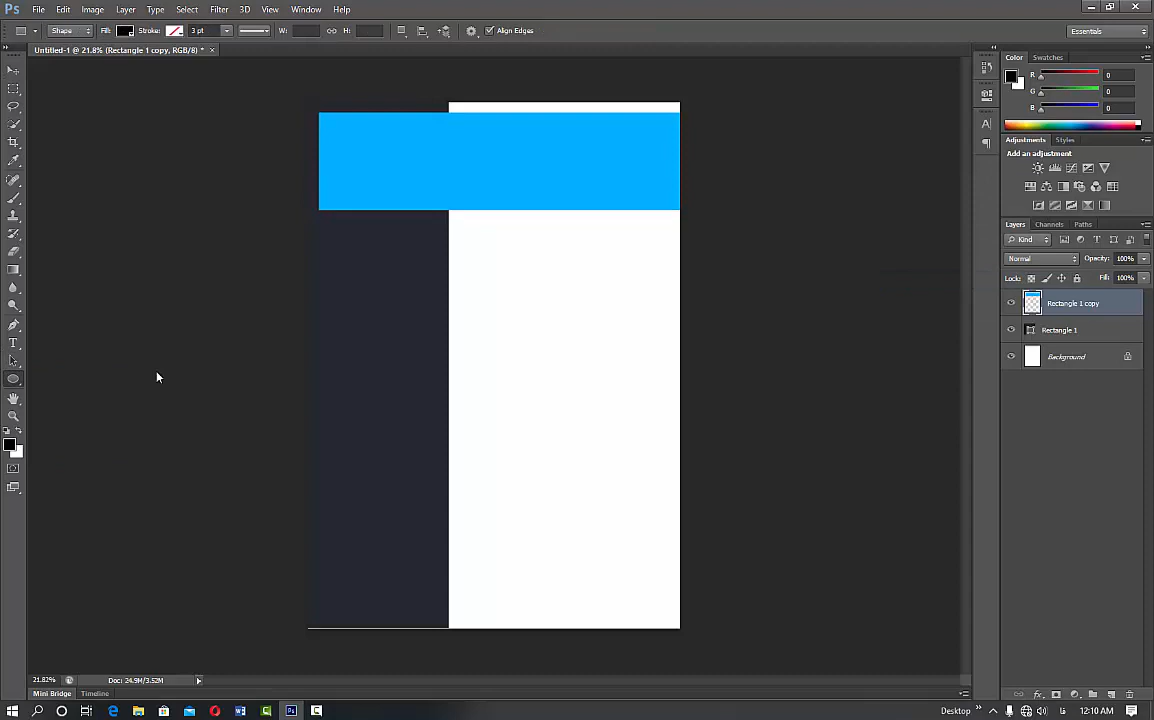 Ps File Edit Image Layer Type Select Filter 3D View Window Help
Shape Fill: Stroke: 3 pt W: H: Align Edges Essentials
Untitled-1 @ 21.8% (Rectangle 1 copy, RGB/8) * ×
Color Swatches
R 0
G 0
B 0
Adjustments Styles
Add an adjustment
Layers Channels Paths
Kind
Normal Opacity: 100%
Lock: Fill: 100%
Rectangle 1 copy
Rectangle 1
Background
21.82% Doc: 24.9M/3.52M
Mini Bridge Timeline
Desktop » فا 12:10 AM